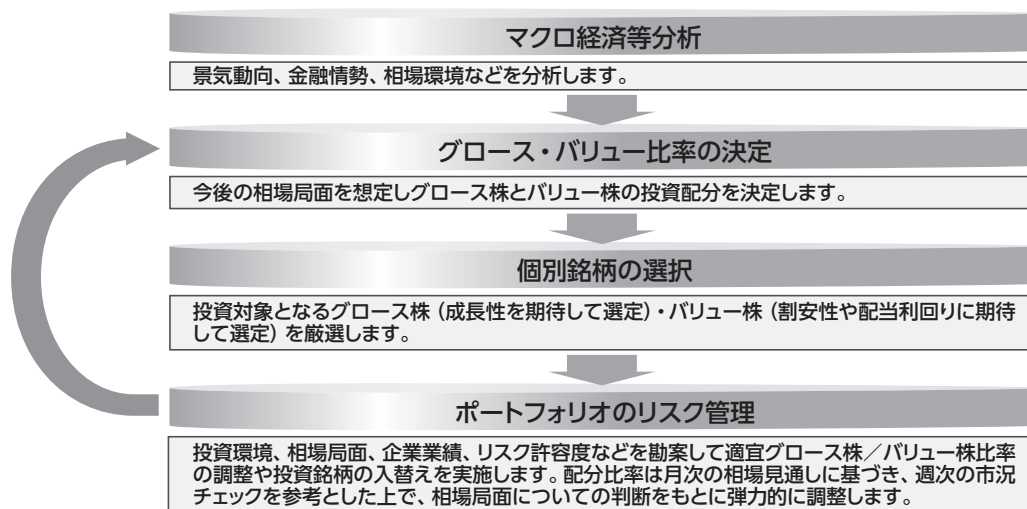 マクロ経済等分析
景気動向、金融情勢、相場環境などを分析します。
グロース・バリュー比率の決定
今後の相場局面を想定しグロース株とバリュー株の投資配分を決定します。
個別銘柄の選択
投資対象となるグロース株（成長性を期待して選定）・バリュー株（割安性や配当利回りに期待
して選定）を厳選します。
ポートフォリオのリスク管理
投資環境、相場局面、企業業績、リスク許容度などを勘案して適宜グロース株／バリュー株比率
の調整や投資銘柄の入替えを実施します。配分比率は月次の相場見通しに基づき、週次の市況
チェックを参考とした上で、相場局面についての判断をもとに弾力的に調整します。